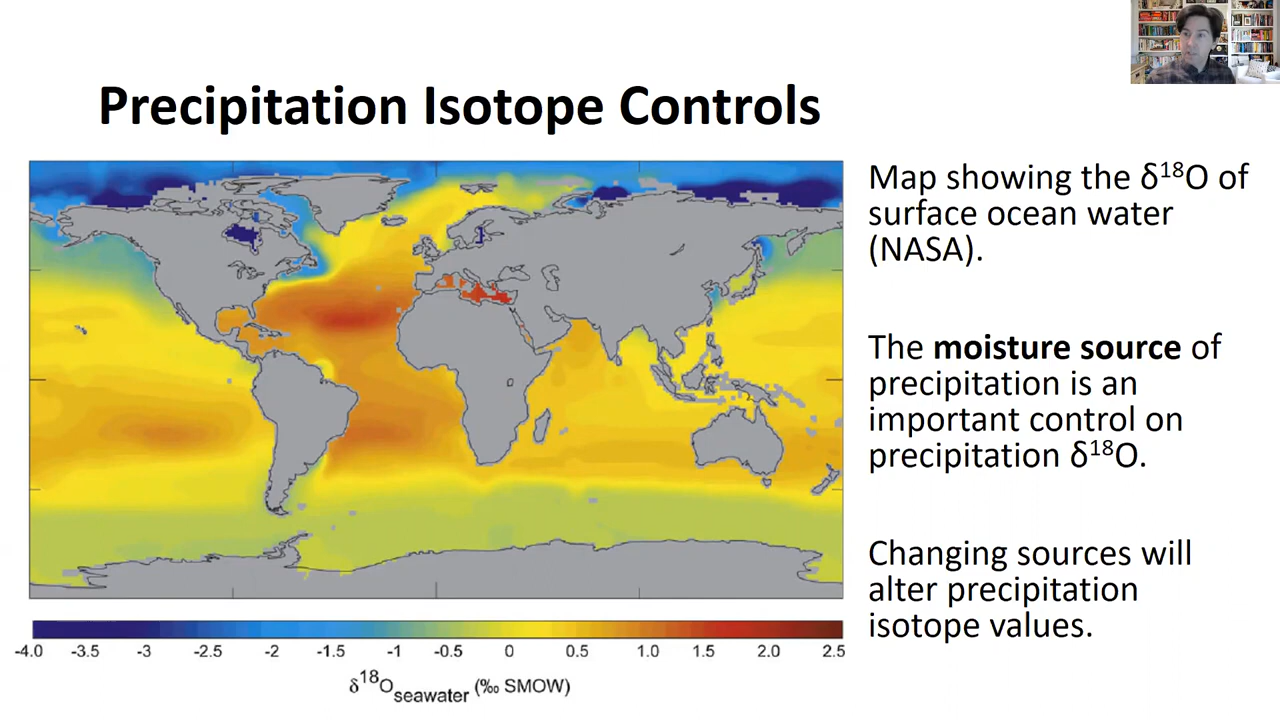 Precipitation Isotope Controls
Map showing the δ¹⁸O of
surface ocean water
(NASA).
The moisture source of
precipitation is an
important control on
precipitation δ¹⁸O.
Changing sources will
alter precipitation
isotope values.
-4.0 -3.5 -3 -2.5 -2 -1.5 -1 -0.5 0 0.5 1.0 1.5 2.0 2.5
δ¹⁸Oseawater (‰ SMOW)